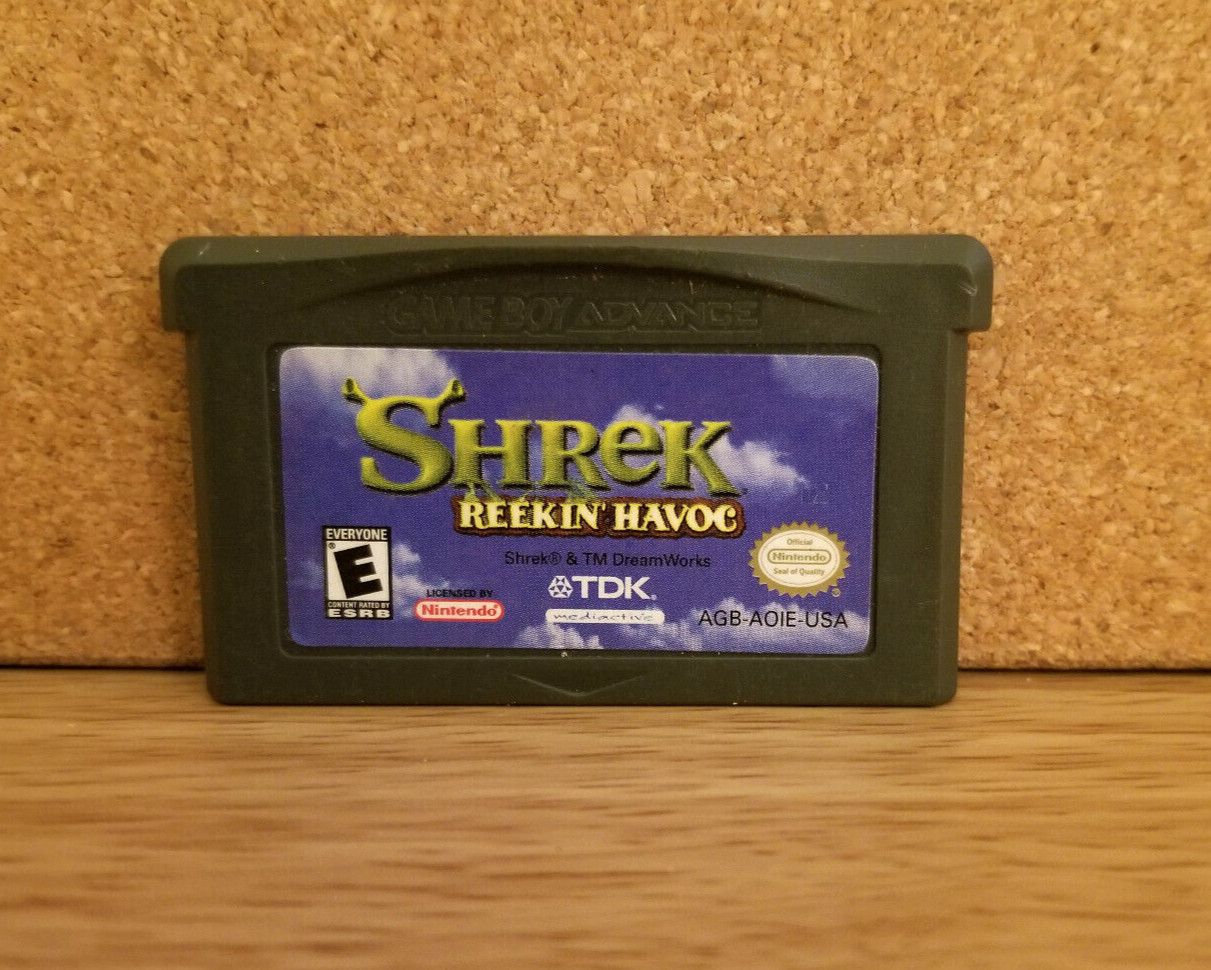 GAME BOY ADVANCE
SHREK
REEKIN' HAVOC
EVERYONE
E
CONTENT RATED BY
ESRB
LICENSED BY
Nintendo®
Shrek® & TM DreamWorks
TDK®
mediactive
Official
Nintendo
Seal of Quality
AGB-AOIE-USA